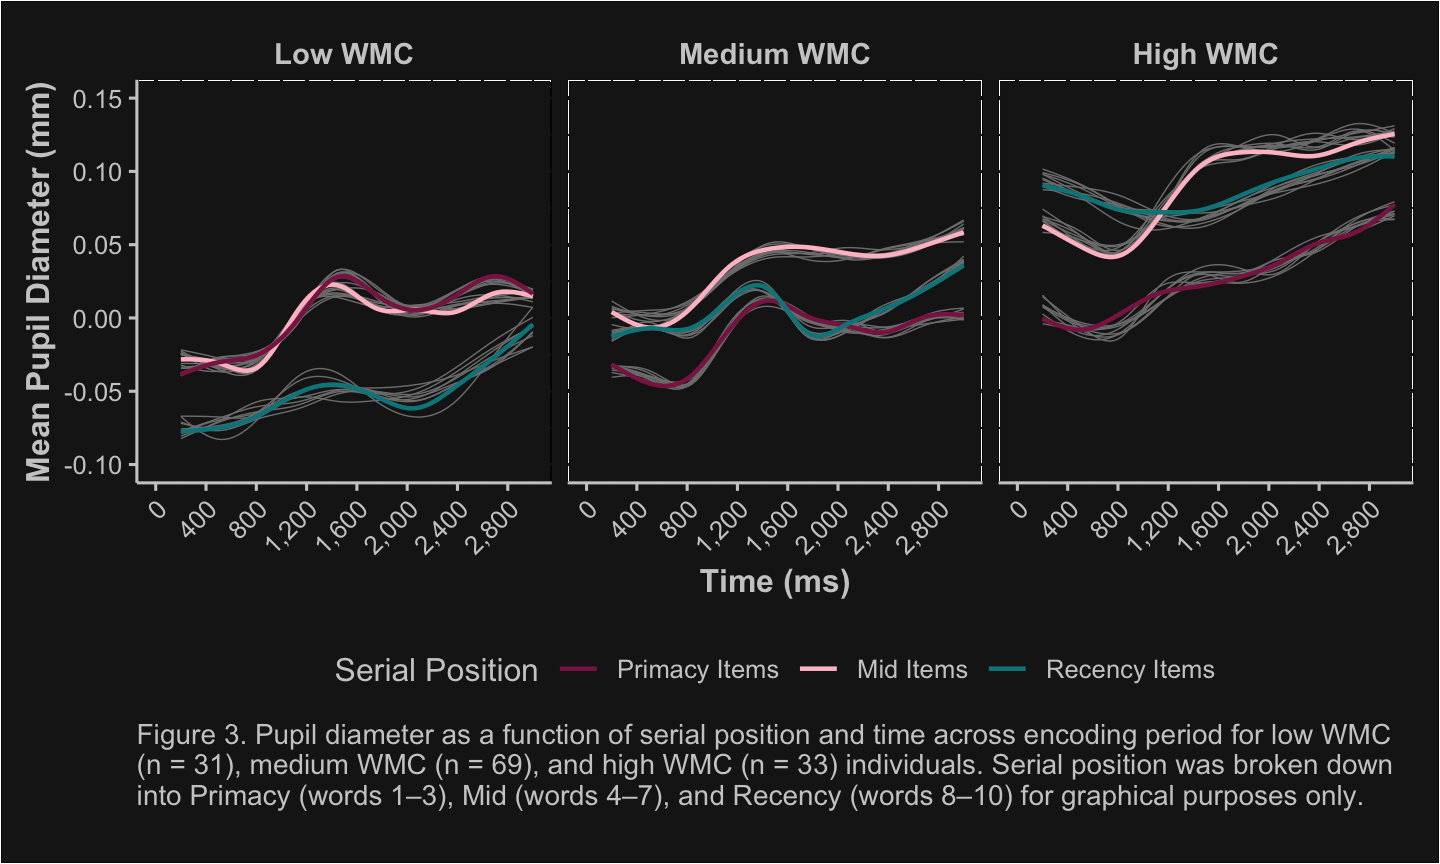 Low WMC
Medium WMC
High WMC
Mean Pupil Diameter (mm)
0.15
0.10
0.05
0.00
-0.05
-0.10
0 400 800 1,200 1,600 2,000 2,400 2,800
0 400 800 1,200 1,600 2,000 2,400 2,800
0 400 800 1,200 1,600 2,000 2,400 2,800
Time (ms)
Serial Position Primacy Items Mid Items Recency Items
Figure 3. Pupil diameter as a function of serial position and time across encoding period for low WMC
(n = 31), medium WMC (n = 69), and high WMC (n = 33) individuals. Serial position was broken down
into Primacy (words 1–3), Mid (words 4–7), and Recency (words 8–10) for graphical purposes only.